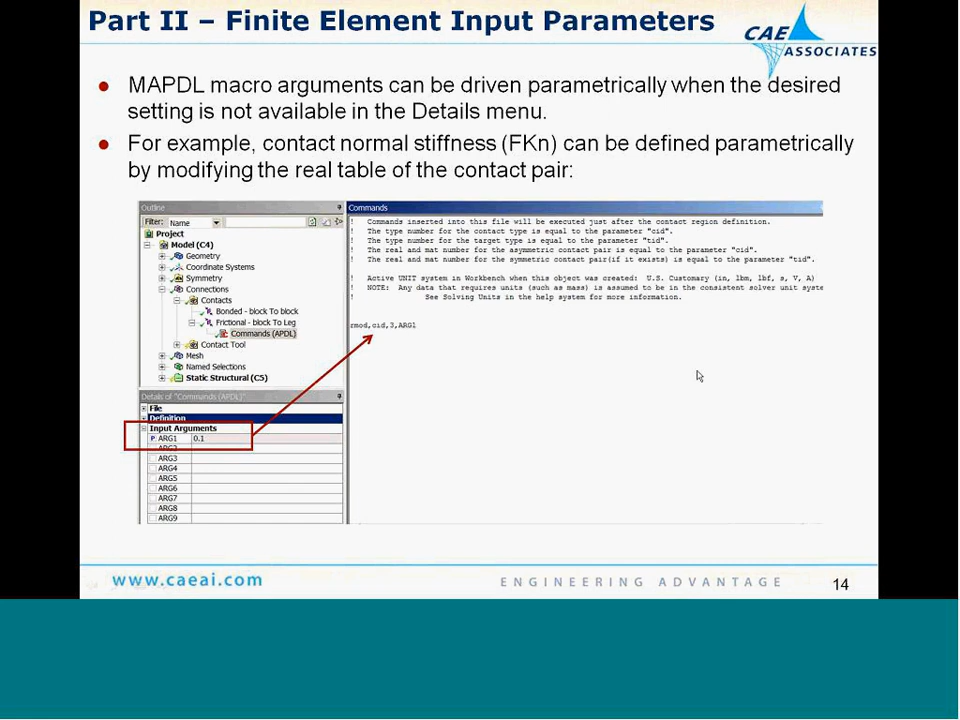 Part II – Finite Element Input Parameters
CAE ASSOCIATES
MAPDL macro arguments can be driven parametrically when the desired
setting is not available in the Details menu.
For example, contact normal stiffness (FKn) can be defined parametrically
by modifying the real table of the contact pair:
Outline
Filter: Name
Project
Model (C4)
Geometry
Coordinate Systems
Symmetry
Connections
Contacts
Bonded - block To block
Frictional - block To Leg
Commands (APDL)
Contact Tool
Mesh
Named Selections
Static Structural (C5)
Details of "Commands (APDL)"
File
Definition
Input Arguments
P ARG1 0.1
ARG2
ARG3
ARG4
ARG5
ARG6
ARG7
ARG8
ARG9
Commands
! Commands inserted into this file will be executed just after the contact region definition.
! The type number for the contact type is equal to the parameter "cid".
! The type number for the target type is equal to the parameter "tid".
! The real and mat number for the asymmetric contact pair is equal to the parameter "cid".
! The real and mat number for the symmetric contact pair(if it exists) is equal to the parameter "tid".
! Active UNIT system in Workbench when this object was created: U.S. Customary (in, lbm, lbf, s, V, A)
! NOTE: Any data that requires units (such as mass) is assumed to be in the consistent solver unit syste
! See Solving Units in the help system for more information.
rmod,cid,3,ARG1
www.caeai.com
ENGINEERING ADVANTAGE
14